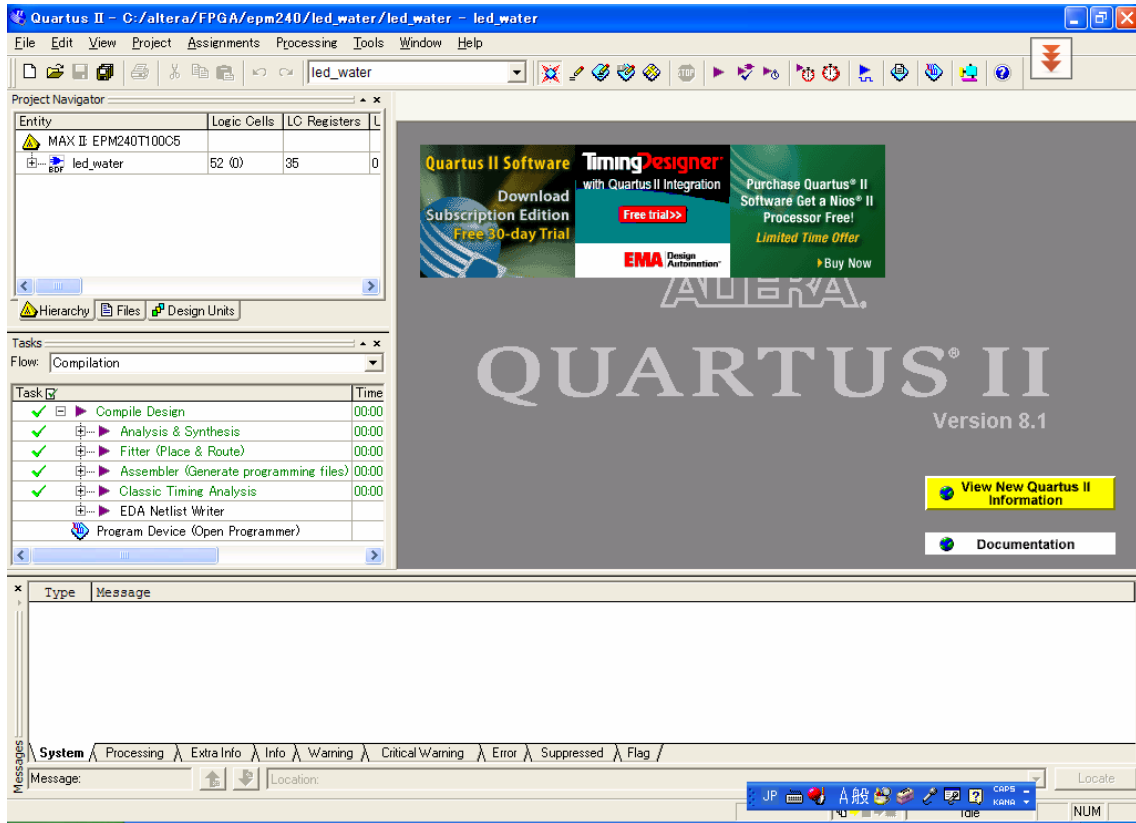 Quartus II - C:/altera/FPGA/epm240/led_water/led_water - led_water
File Edit View Project Assignments Processing Tools Window Help
led_water
STOP
Project Navigator
Entity Logic Cells LC Registers
MAX II: EPM240T100C5
BDF led_water 52 (0) 35 0
Hierarchy Files Design Units
Tasks
Flow: Compilation
Task Time
Compile Design 00:00
Analysis & Synthesis 00:00
Fitter (Place & Route) 00:00
Assembler (Generate programming files) 00:00
Classic Timing Analysis 00:00
EDA Netlist Writer
Program Device (Open Programmer)
Quartus II Software
Download
Subscription Edition
Free 30-day Trial
TimingDesigner
with Quartus II Integration
Free trial>>
EMA Design Automation
Purchase Quartus® II
Software Get a Nios® II
Processor Free!
Limited Time Offer
Buy Now
ALTERA.
QUARTUS® II
Version 8.1
View New Quartus II
Information
Documentation
Type Message
System Processing Extra Info Info Warning Critical Warning Error Suppressed Flag
Messages
Message: Location: Locate
JP A般 CAPS KANA
Idle NUM